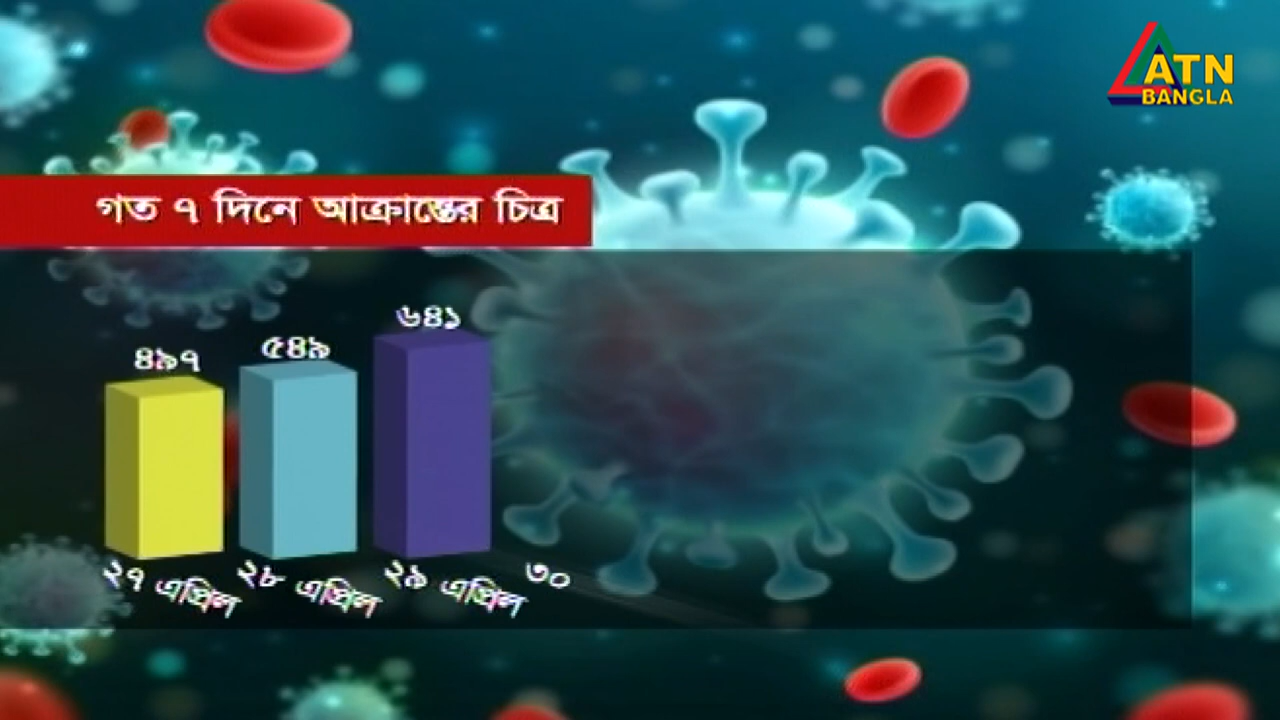 ATN
BANGLA
গত ৭ দিনে আক্রান্তের চিত্র
৪৯৭
৫৪৯
৬৪১
২৭ এপ্রিল
২৮ এপ্রিল
২৯ এপ্রিল
৩০